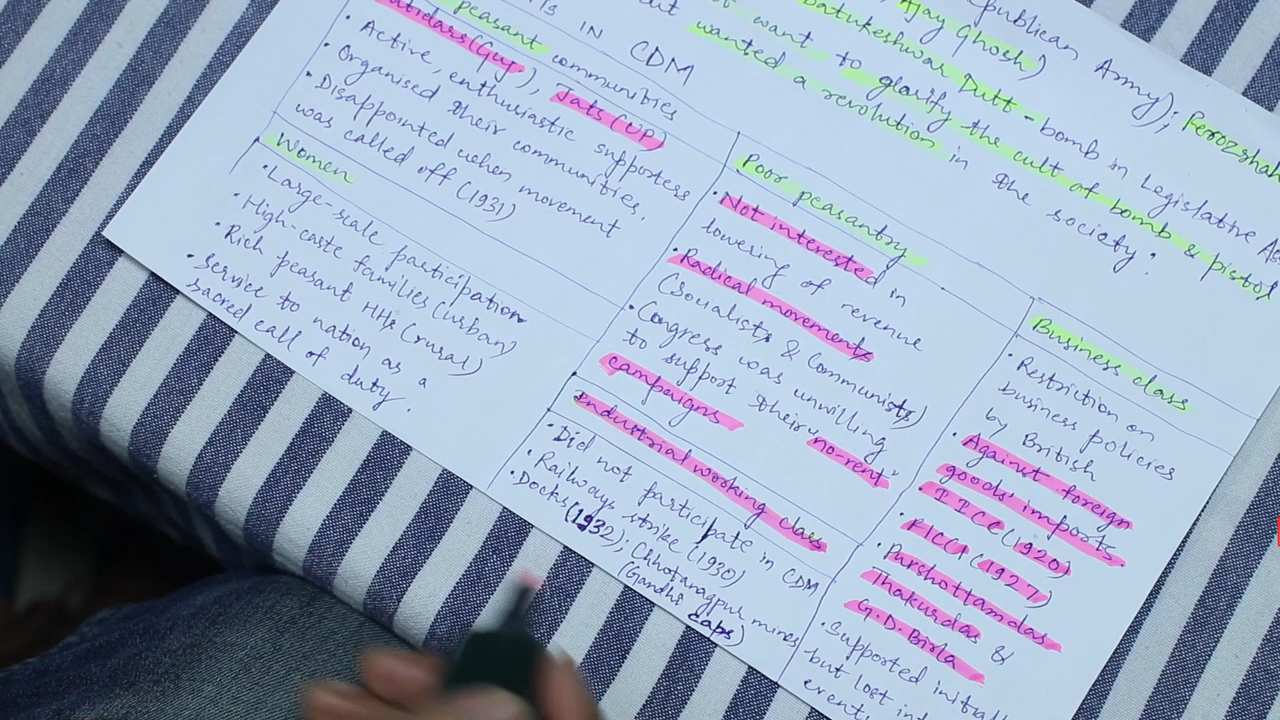 Republican Army); Ferozshah
Ajay Ghosh)
Batukeshwar Dutt - bomb in Legislative
not want to glorify the cult of bomb & pistol
but wanted a revolution in the society.
IN CDM
peasant communities
Patidars (Guj), Jats (UP)
• Active, enthusiastic supporters
• Organised their communities.
• Disappointed when movement
was called off (1931)
Women
• Large-scale participation
• High-caste families (urban)
• Rich peasant HHs (rural)
• Service to nation as a
sacred call of duty.
Poor peasantry
• Not interested in
lowering of revenue
• Radical movements
(Socialists & Communists)
• Congress was unwilling
to support their "no-rent"
campaigns
Industrial working class
• Did not participate in CDM
• Railways strike (1930)
• Docks (1932); Chhotanagpur mines
(Gandhi caps)
Business class
• Restriction on
business policies
by British
• Against foreign
goods' imports
• IICC (1920)
• FICCI (1927)
• Purshottamdas
Thakurdas &
G.D. Birla
• Supported
but lost